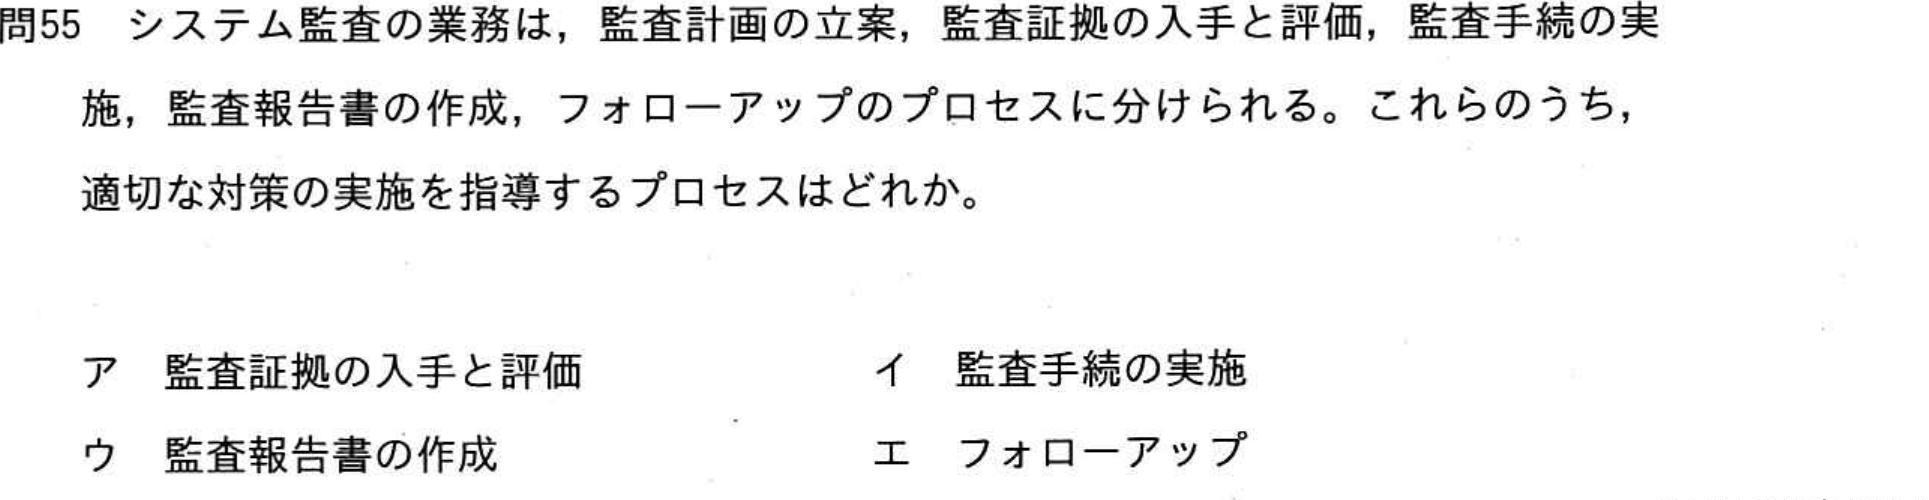 問55　システム監査の業務は，監査計画の立案，監査証拠の入手と評価，監査手続の実
施，監査報告書の作成，フォローアップのプロセスに分けられる。これらのうち，
適切な対策の実施を指導するプロセスはどれか。
ア　監査証拠の入手と評価　　イ　監査手続の実施
ウ　監査報告書の作成　　エ　フォローアップ